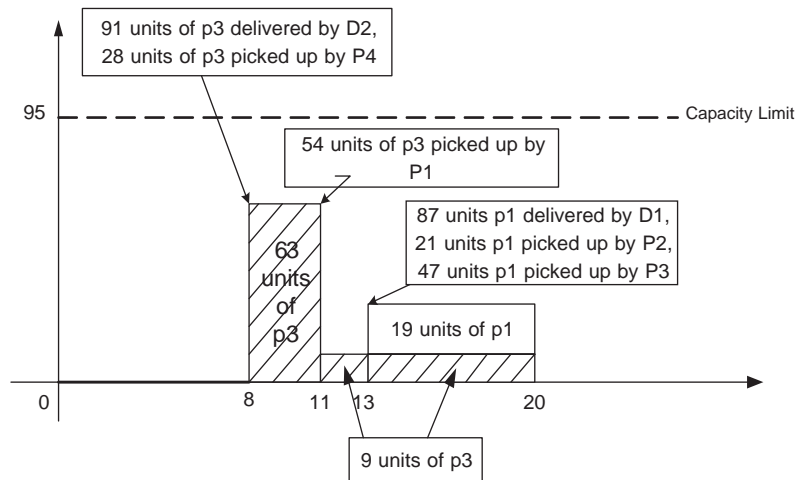 91 units of p3 delivered by D2,
28 units of p3 picked up by P4
95
Capacity Limit
54 units of p3 picked up by
P1
87 units p1 delivered by D1,
21 units p1 picked up by P2,
47 units p1 picked up by P3
63
units
of
p3
19 units of p1
0
8
11
13
20
9 units of p3